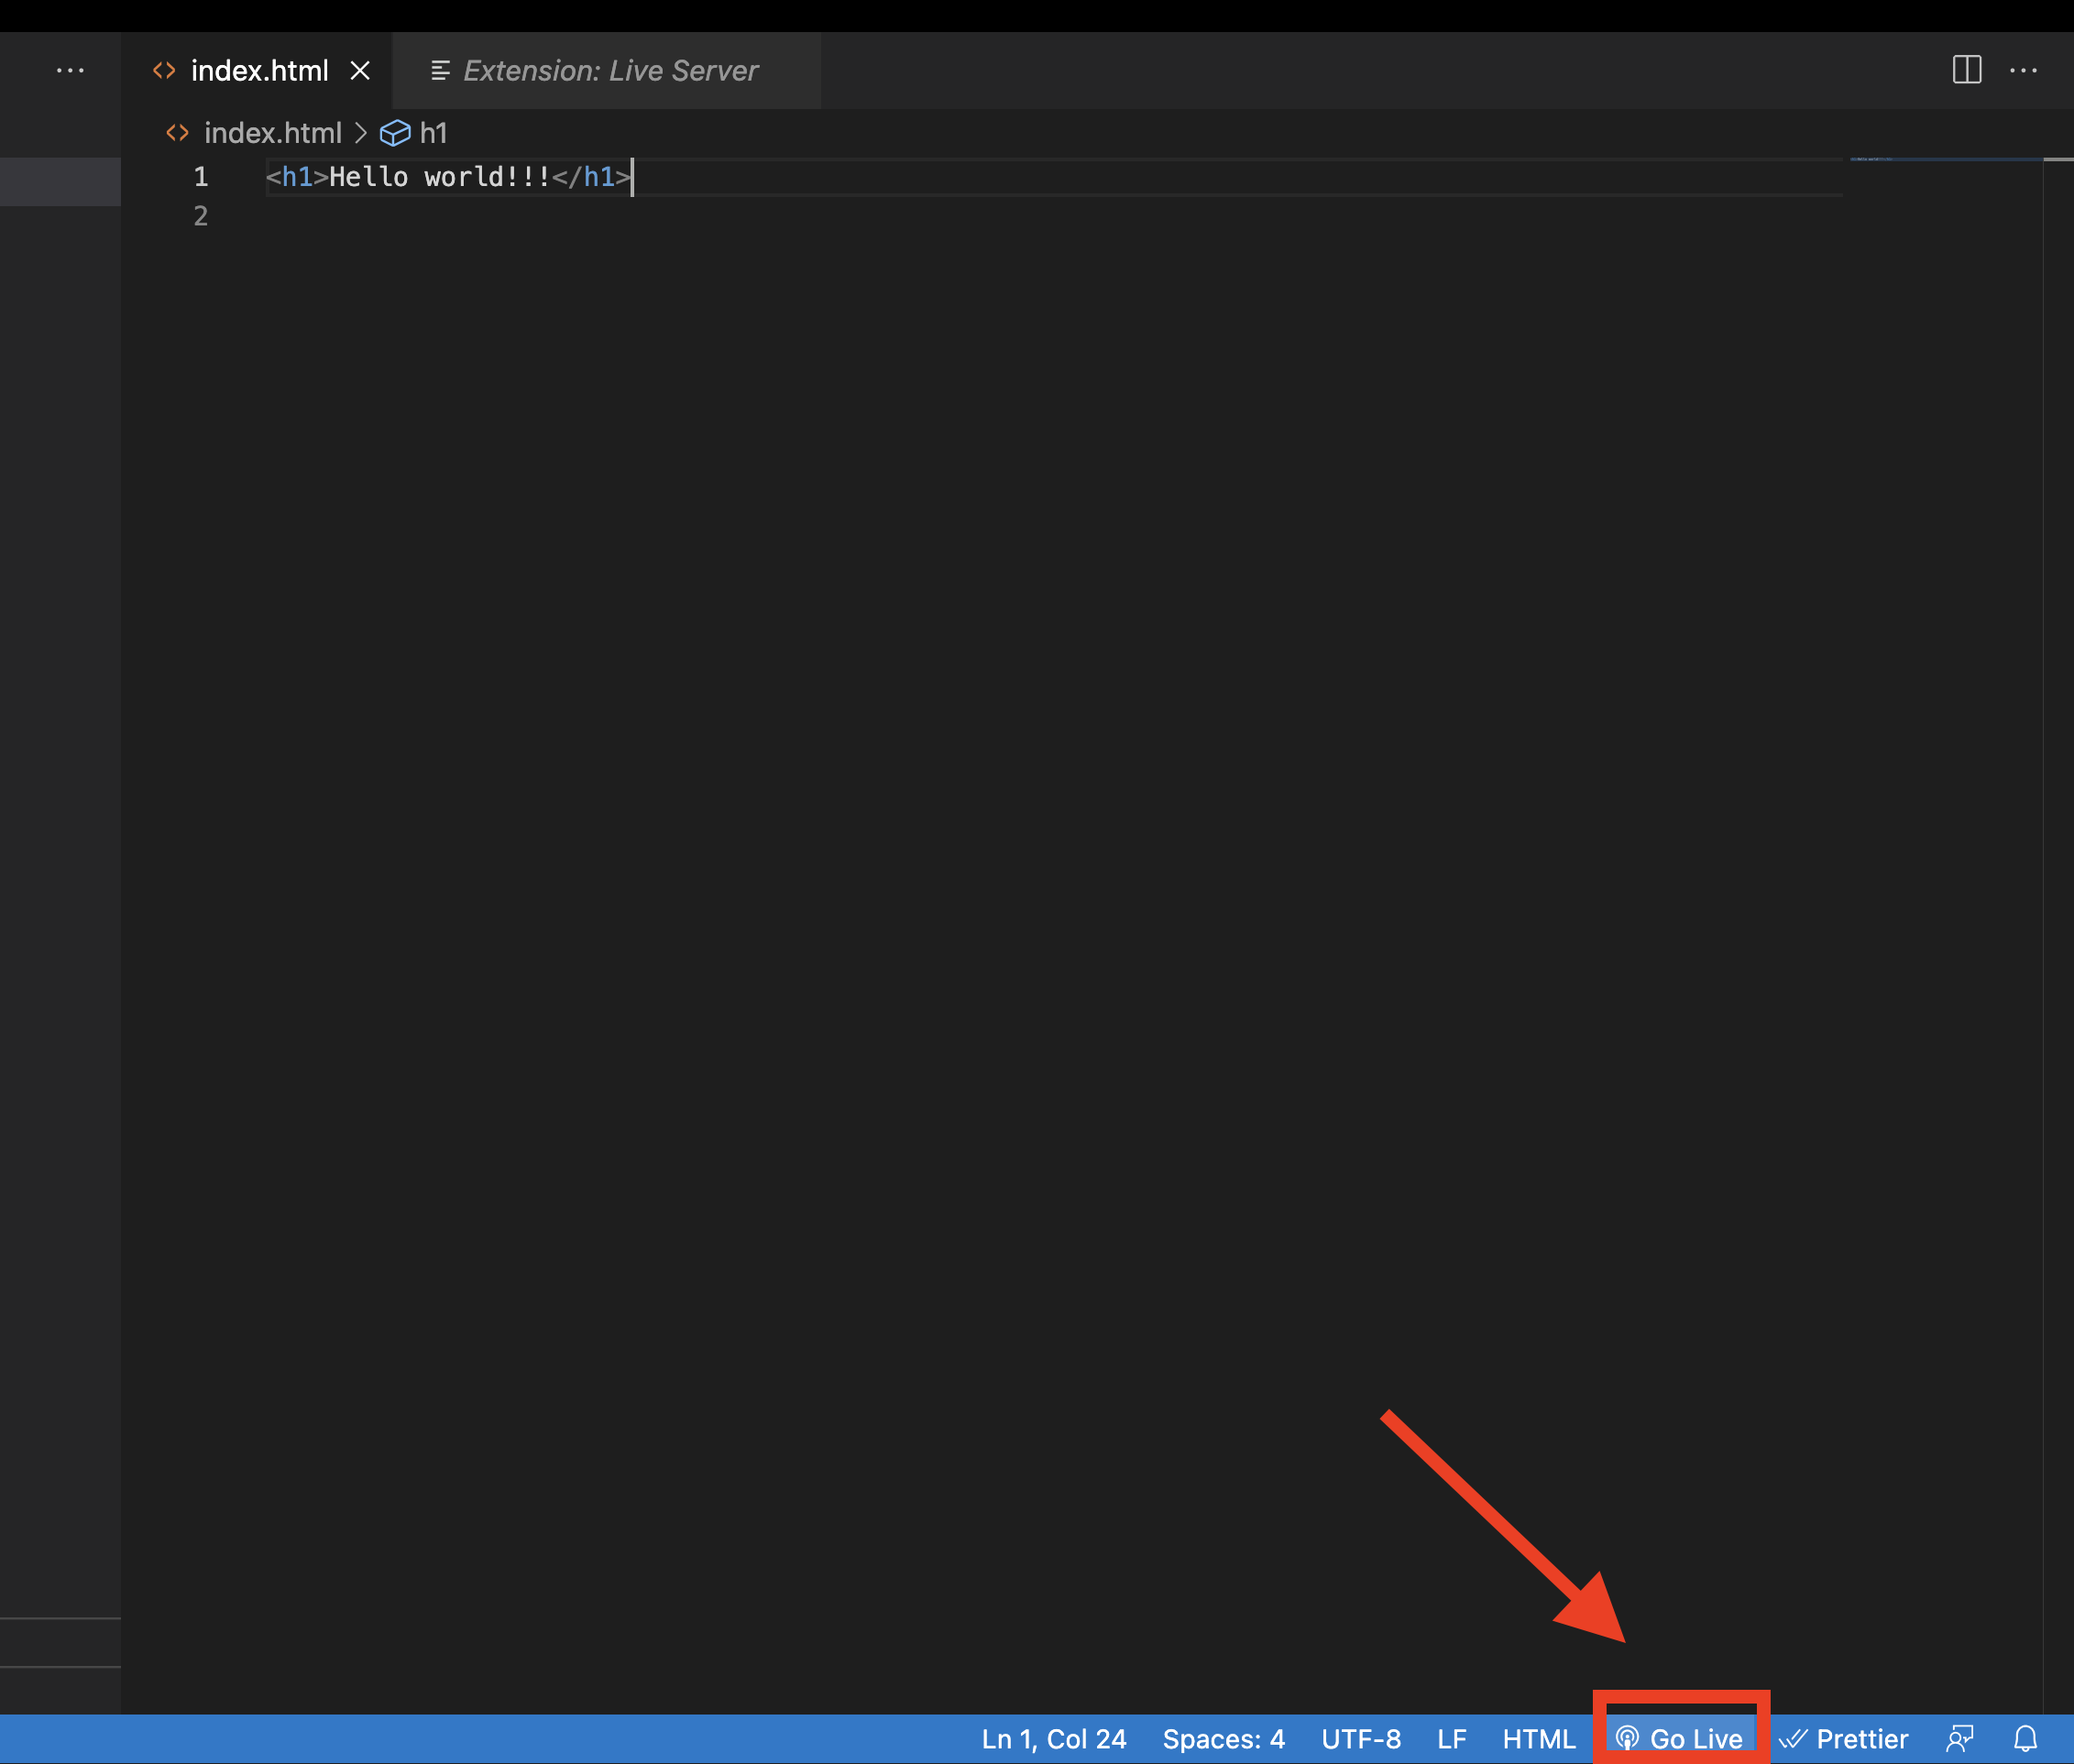 index.html
Extension: Live Server
index.html > h1
1 <h1>Hello world!!!</h1>
2
Ln 1, Col 24 Spaces: 4 UTF-8 LF HTML Go Live Prettier